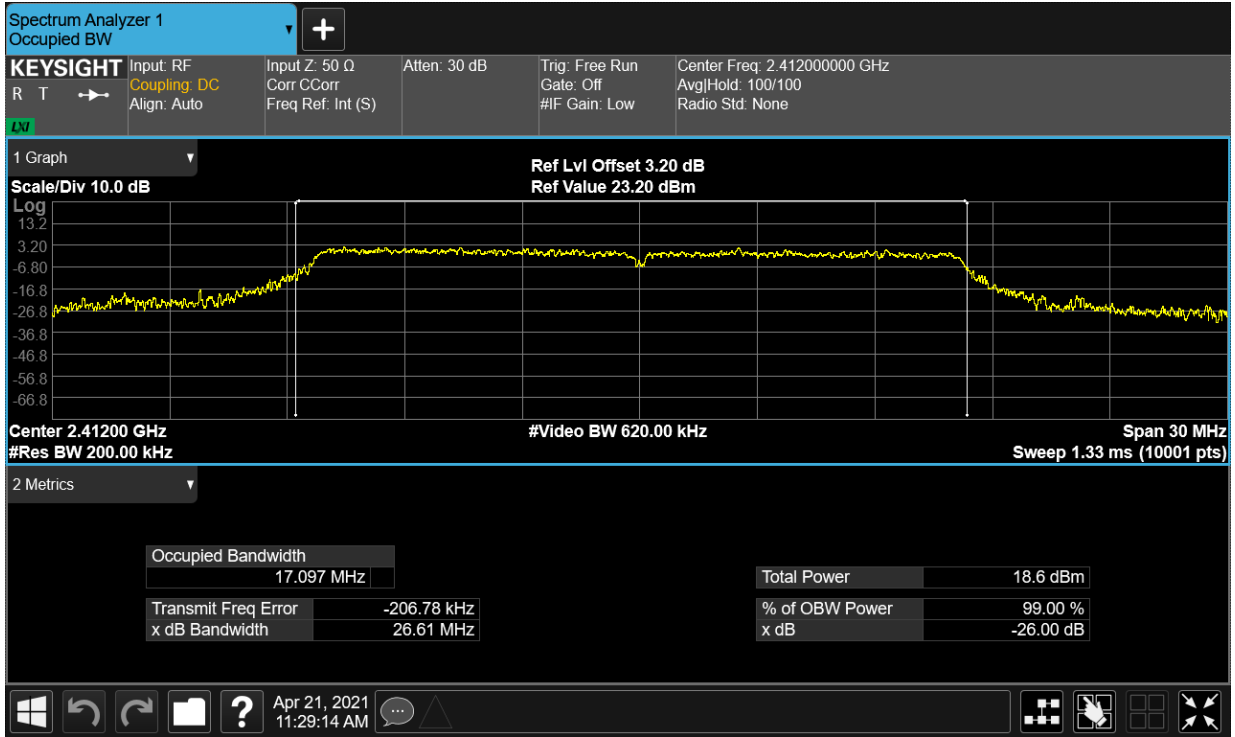 Spectrum Analyzer 1
Occupied BW
KEYSIGHT
R T
LXI
Input: RF
Coupling: DC
Align: Auto
Input Z: 50 Ω
Corr CCorr
Freq Ref: Int (S)
Atten: 30 dB
Trig: Free Run
Gate: Off
#IF Gain: Low
Center Freq: 2.412000000 GHz
Avg|Hold: 100/100
Radio Std: None
1 Graph
Scale/Div 10.0 dB
Ref Lvl Offset 3.20 dB
Ref Value 23.20 dBm
Log
13.2
3.20
-6.80
-16.8
-26.8
-36.8
-46.8
-56.8
-66.8
Center 2.41200 GHz
#Res BW 200.00 kHz
#Video BW 620.00 kHz
Span 30 MHz
Sweep 1.33 ms (10001 pts)
2 Metrics
Occupied Bandwidth
17.097 MHz
Transmit Freq Error -206.78 kHz
x dB Bandwidth 26.61 MHz
Total Power 18.6 dBm
% of OBW Power 99.00 %
x dB -26.00 dB
?
Apr 21, 2021
11:29:14 AM